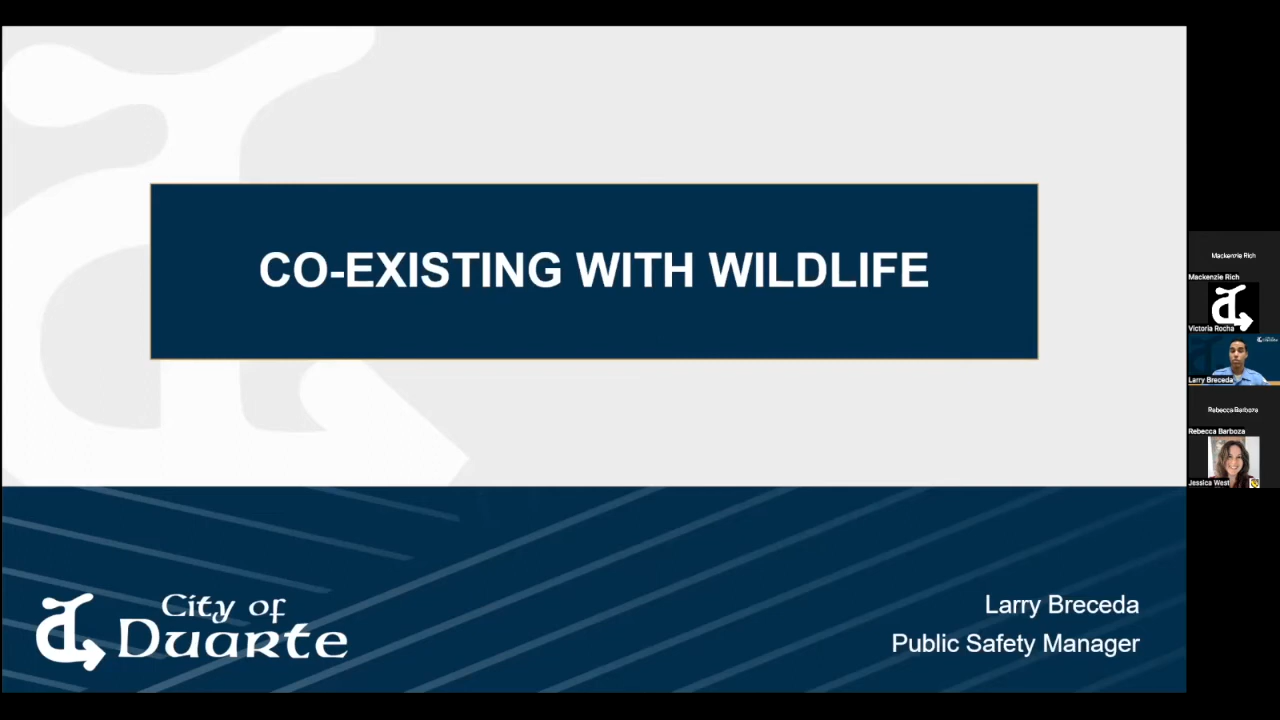 CO-EXISTING WITH WILDLIFE
City of
Duarte
Larry Breceda
Public Safety Manager
Mackenzie Rich
Mackenzie Rich
Victoria Rocha
Larry Breceda
Rebecca Barboza
Rebecca Barboza
Jessica West